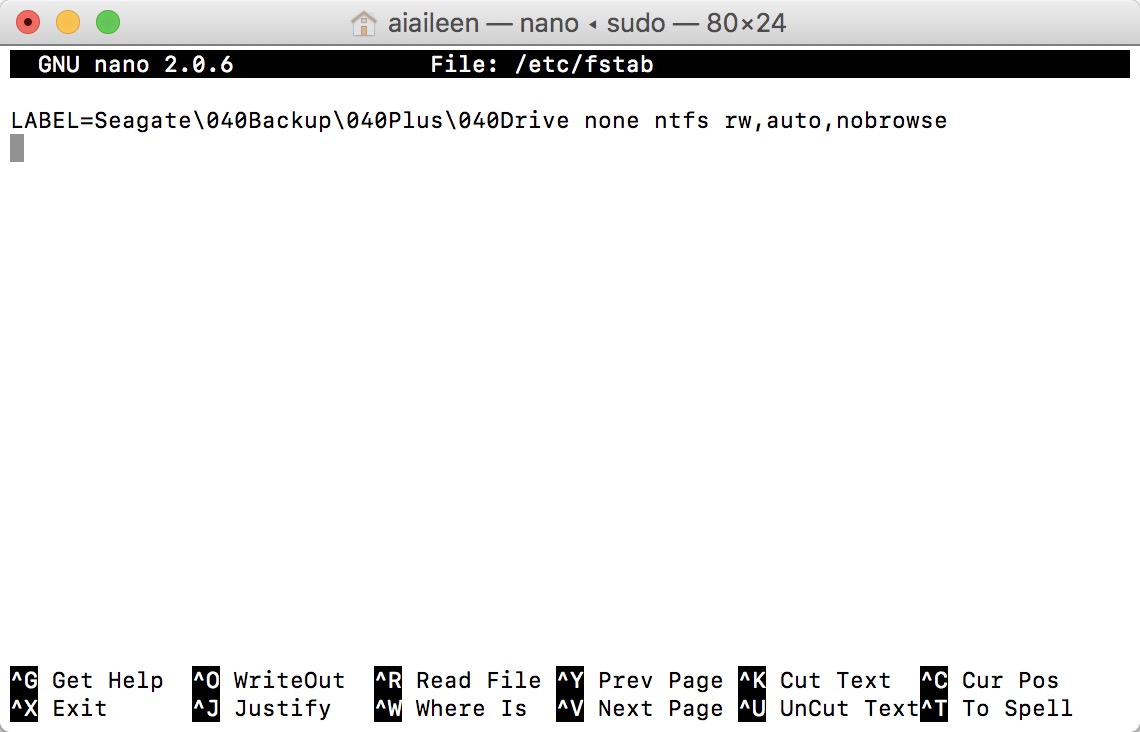 aiaileen — nano ◂ sudo — 80×24
GNU nano 2.0.6 File: /etc/fstab
LABEL=Seagate\040Backup\040Plus\040Drive none ntfs rw,auto,nobrowse
^G Get Help ^O WriteOut ^R Read File ^Y Prev Page ^K Cut Text ^C Cur Pos
^X Exit ^J Justify ^W Where Is ^V Next Page ^U UnCut Text ^T To Spell